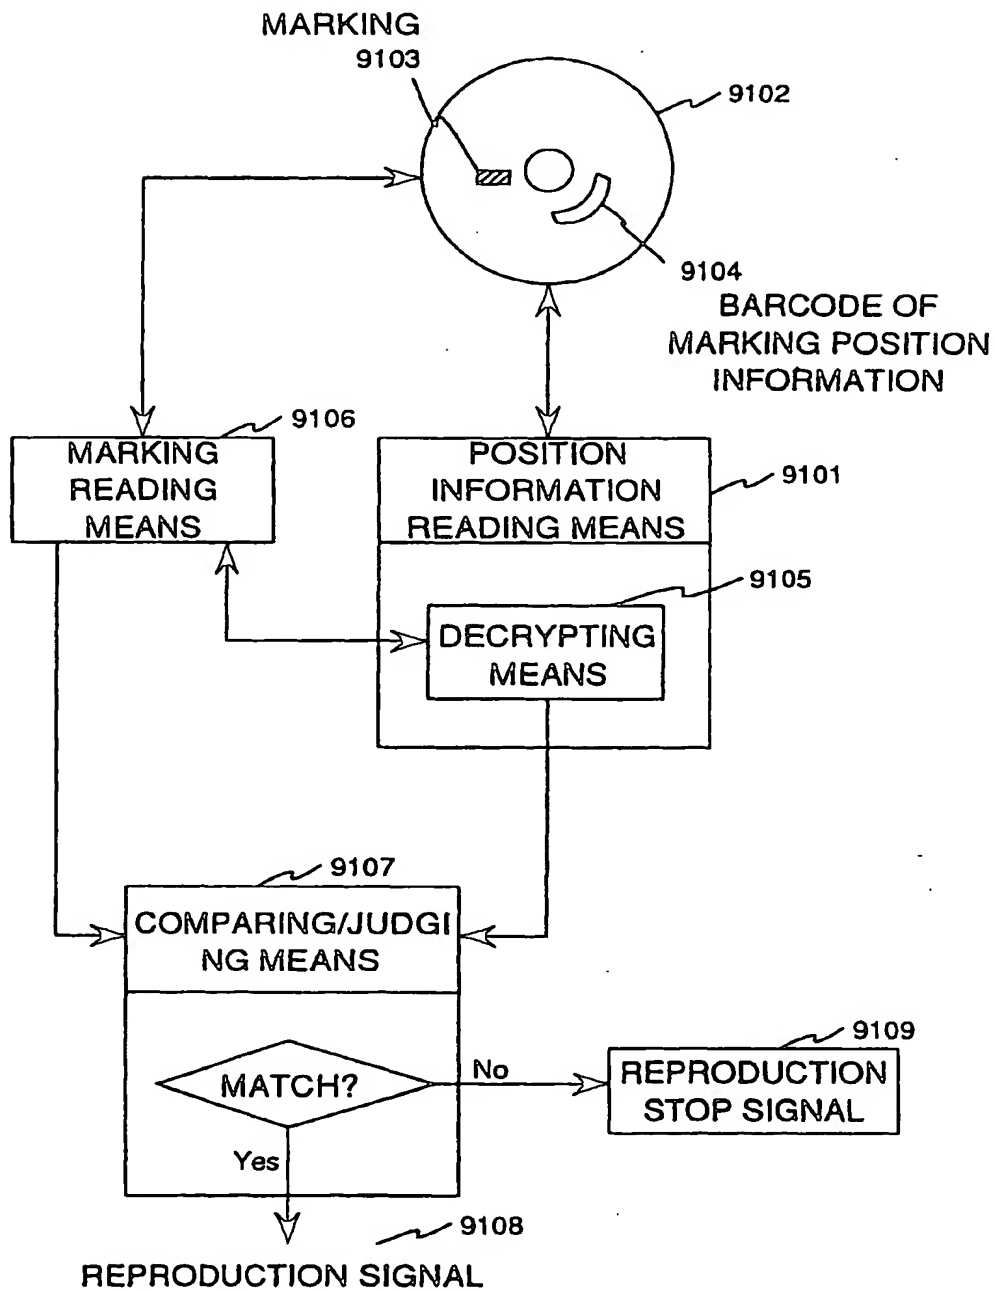 MARKING
9103
9102
9104
BARCODE OF
MARKING POSITION
INFORMATION
9106
MARKING
READING
MEANS
POSITION
INFORMATION
READING MEANS
9101
9105
DECRYPTING
MEANS
9107
COMPARING/JUDGI
NG MEANS
MATCH?
No
9109
REPRODUCTION
STOP SIGNAL
Yes
9108
REPRODUCTION SIGNAL